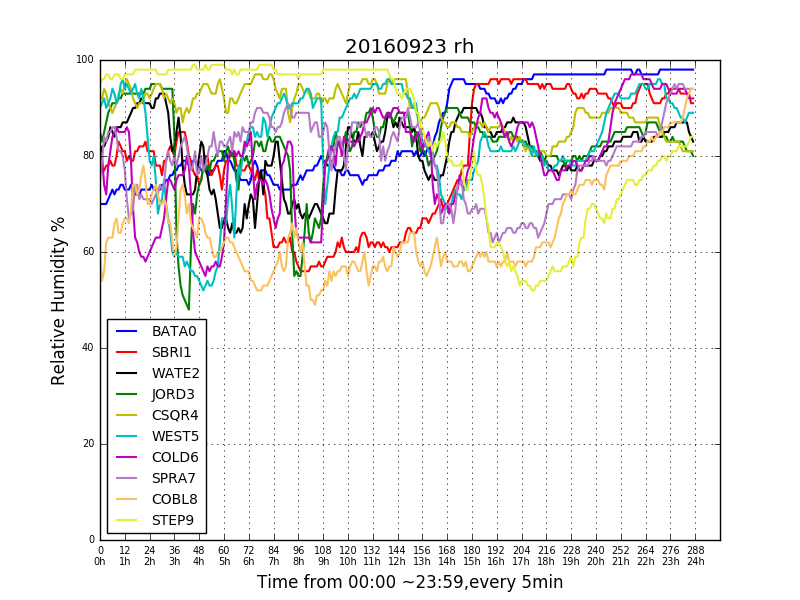 20160923 rh
Relative Humidity %
100
80
60
40
20
0
BATA0
SBRI1
WATE2
JORD3
CSQR4
WEST5
COLD6
SPRA7
COBL8
STEP9
0 12 24 36 48 60 72 84 96 108 120 132 144 156 168 180 192 204 216 228 240 252 264 276 288
0h 1h 2h 3h 4h 5h 6h 7h 8h 9h 10h 11h 12h 13h 14h 15h 16h 17h 18h 19h 20h 21h 22h 23h 24h
Time from 00:00 ~23:59,every 5min